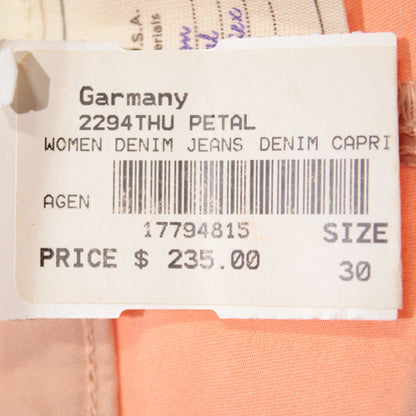 U.S.A.
Garmany
2294THU PETAL
WOMEN DENIM JEANS DENIM CAPRI
AGEN
17794815
SIZE
PRICE $ 235.00
30